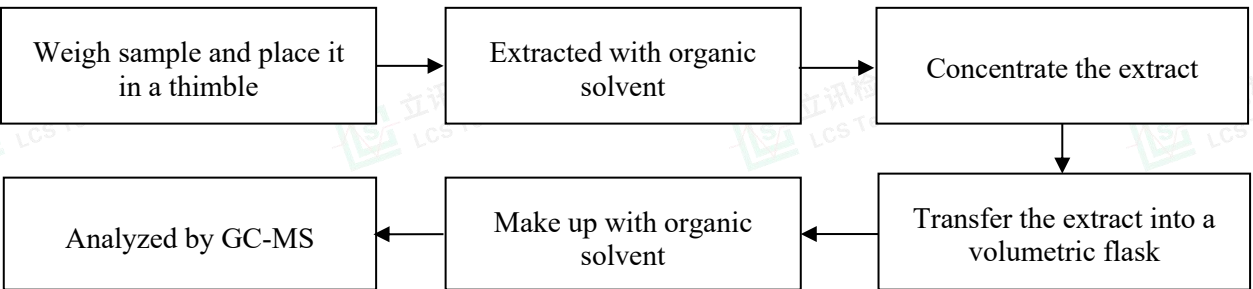 Weigh sample and place it
in a thimble
Extracted with organic
solvent
Concentrate the extract
Transfer the extract into a
volumetric flask
Make up with organic
solvent
Analyzed by GC-MS